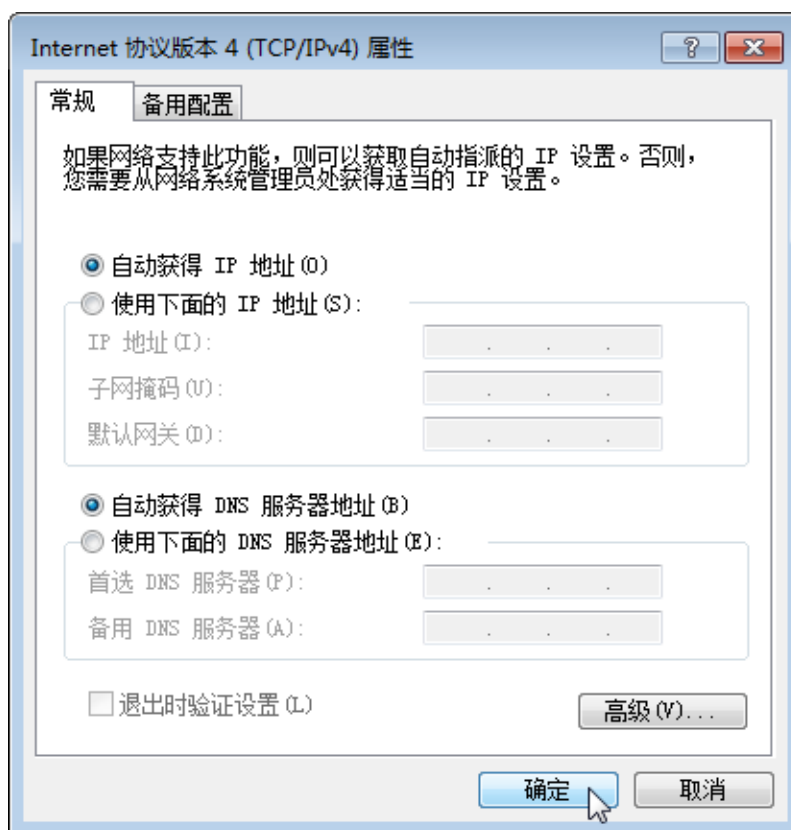 Internet 协议版本 4 (TCP/IPv4) 属性
常规
备用配置
如果网络支持此功能，则可以获取自动指派的 IP 设置。否则，
您需要从网络系统管理员处获得适当的 IP 设置。
自动获得 IP 地址(O)
使用下面的 IP 地址(S):
IP 地址(I):
子网掩码(U):
默认网关(D):
自动获得 DNS 服务器地址(B)
使用下面的 DNS 服务器地址(E):
首选 DNS 服务器(P):
备用 DNS 服务器(A):
退出时验证设置(L)
高级(V)...
确定
取消